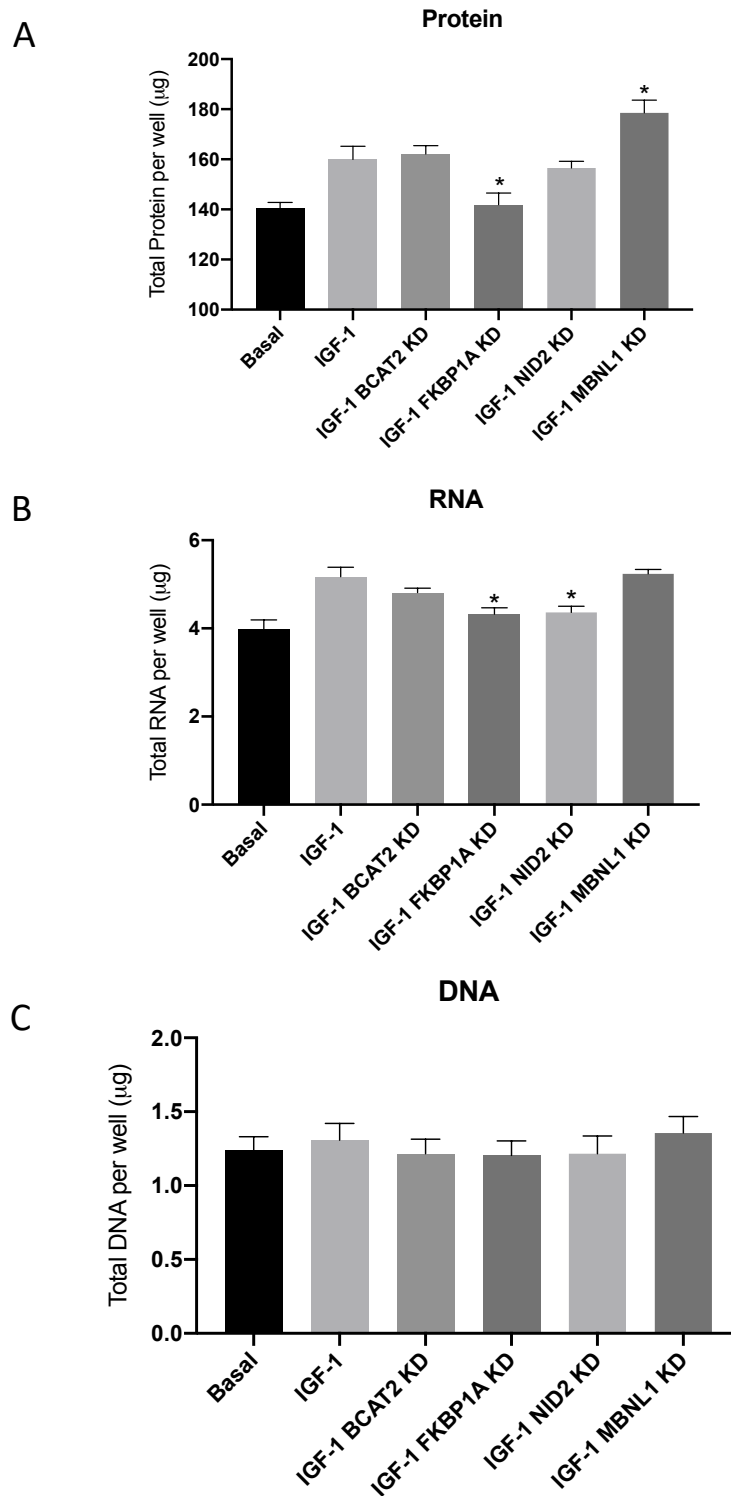 A
Protein
Total Protein per well (μg)
200
180
160
140
120
100
*
*
Basal
IGF-1
IGF-1 BCAT2 KD
IGF-1 FKBP1A KD
IGF-1 NID2 KD
IGF-1 MBNL1 KD
B
RNA
Total RNA per well (μg)
6
4
2
0
*
*
Basal
IGF-1
IGF-1 BCAT2 KD
IGF-1 FKBP1A KD
IGF-1 NID2 KD
IGF-1 MBNL1 KD
C
DNA
Total DNA per well (μg)
2.0
1.5
1.0
0.5
0.0
Basal
IGF-1
IGF-1 BCAT2 KD
IGF-1 FKBP1A KD
IGF-1 NID2 KD
IGF-1 MBNL1 KD